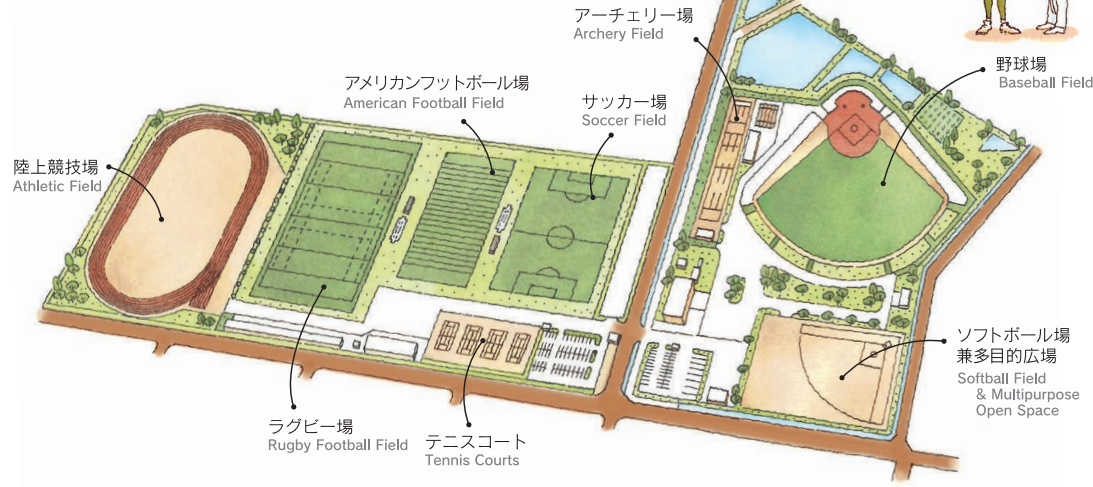 アーチェリー場
Archery Field
野球場
Baseball Field
アメリカンフットボール場
American Football Field
サッカー場
Soccer Field
陸上競技場
Athletic Field
ソフトボール場
兼多目的広場
Softball Field
& Multipurpose
Open Space
ラグビー場
Rugby Football Field
テニスコート
Tennis Courts